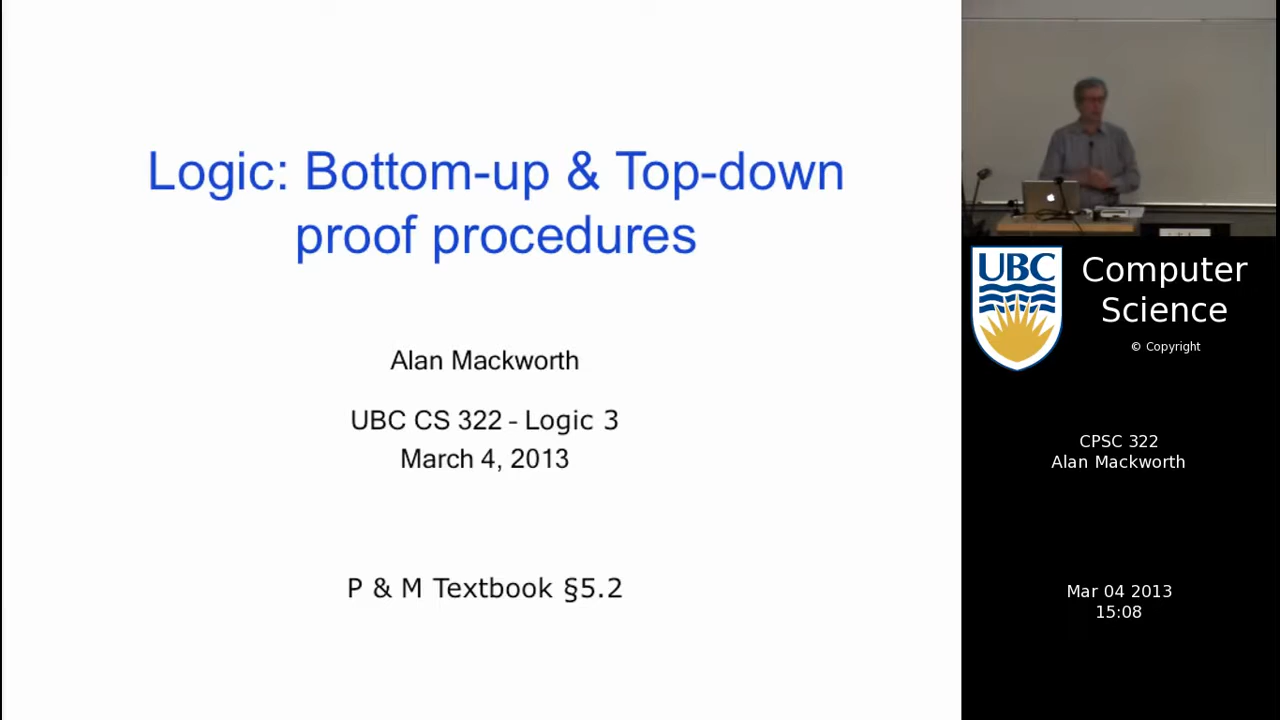 Logic: Bottom-up & Top-down
proof procedures
Alan Mackworth
UBC CS 322 – Logic 3
March 4, 2013
P & M Textbook §5.2
UBC
Computer
Science
© Copyright
CPSC 322
Alan Mackworth
Mar 04 2013
15:08